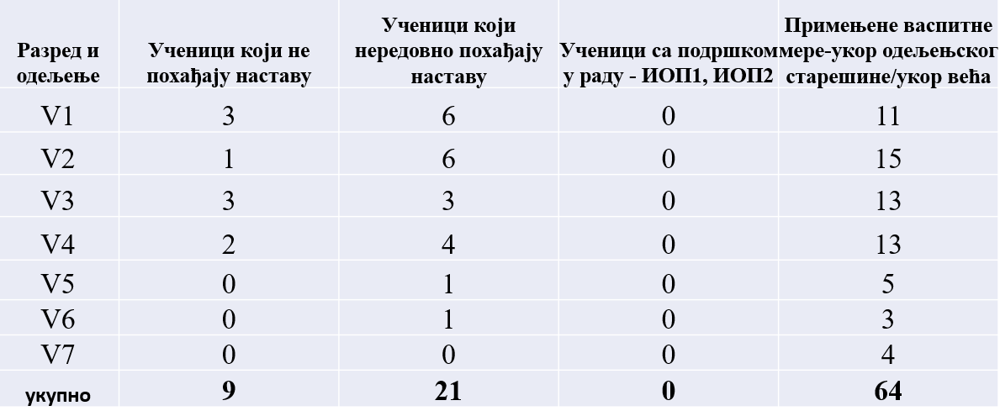 Разред и одељење
Ученици који не похађају наставу
Ученици који нередовно похађају наставу
Ученици са подршком у раду - ИОП1, ИОП2
Примењене васпитне мере-укор одељењског старешине/укор већа
V1 3 6 0 11
V2 1 6 0 15
V3 3 3 0 13
V4 2 4 0 13
V5 0 1 0 5
V6 0 1 0 3
V7 0 0 0 4
укупно 9 21 0 64